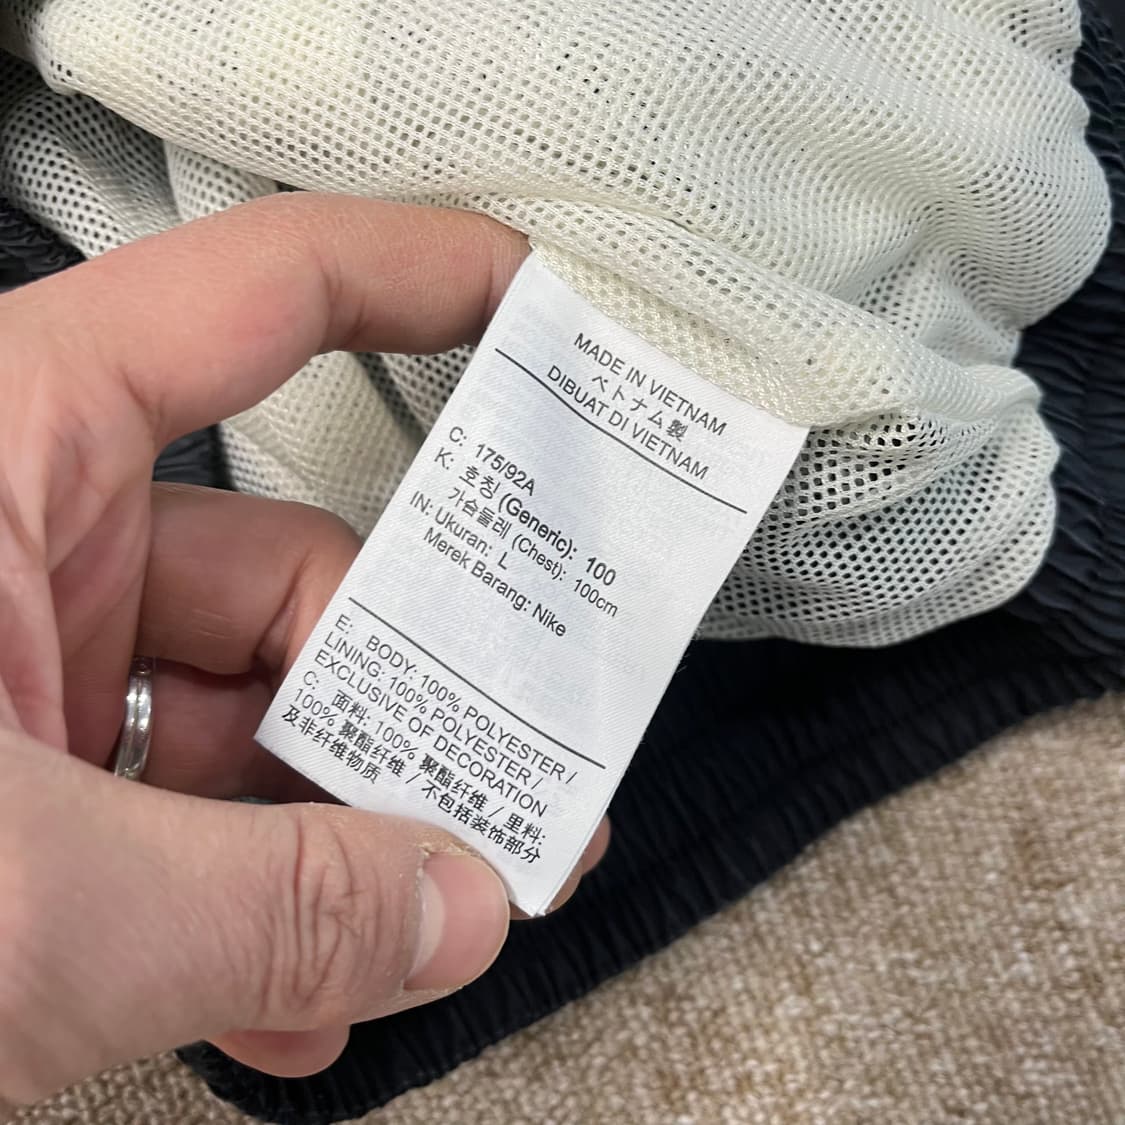 MADE IN VIETNAM
ベトナム製
DIBUAT DI VIETNAM
C: 175/92A
K: 호칭 (Generic): 100
가슴둘레 (Chest): 100cm
IN: Ukuran: L
Merek Barang: Nike
E: BODY: 100% POLYESTER /
LINING: 100% POLYESTER /
EXCLUSIVE OF DECORATION
C: 面料: 100% 聚酯纤维 / 里料:
100% 聚酯纤维 / 不包括装饰部分
及非纤维物质